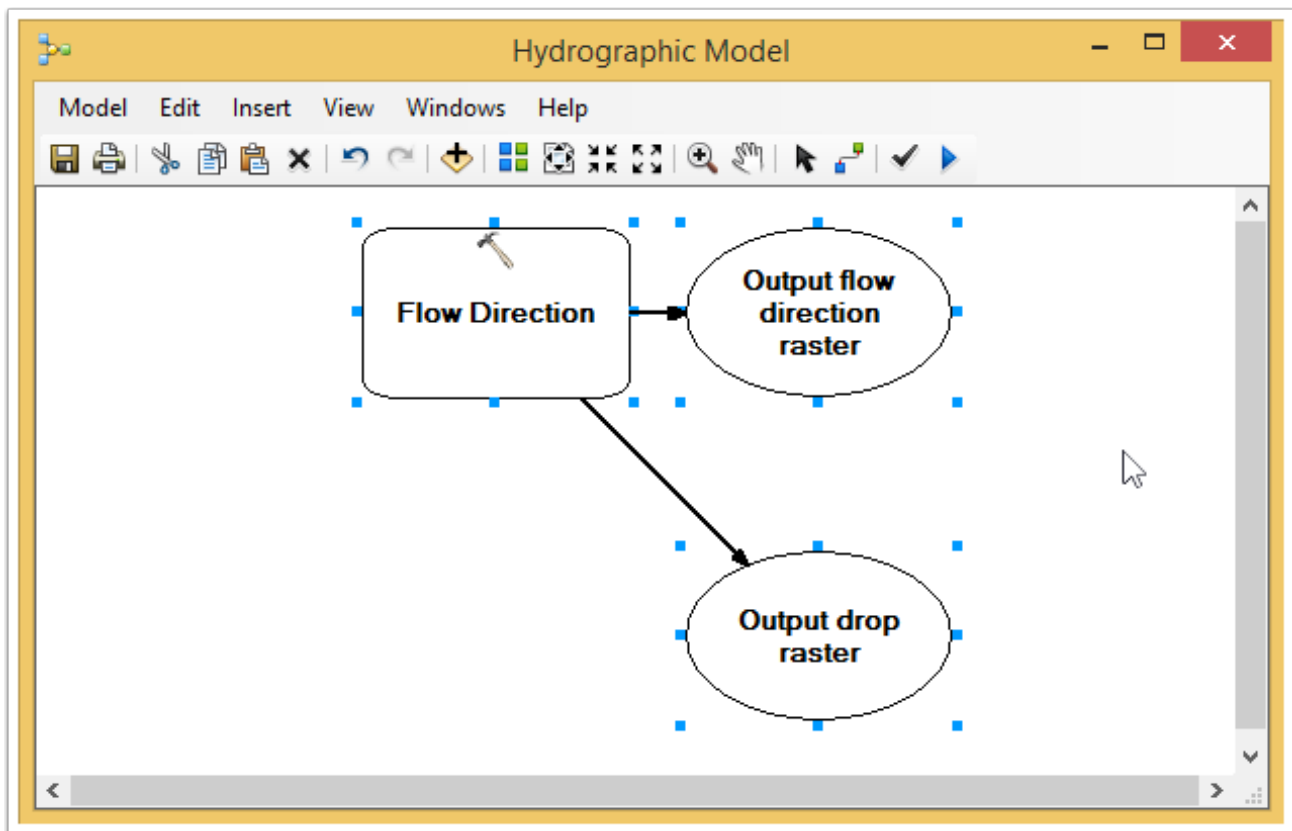 Hydrographic Model
Model Edit Insert View Windows Help
Flow Direction
Output flow
direction
raster
Output drop
raster